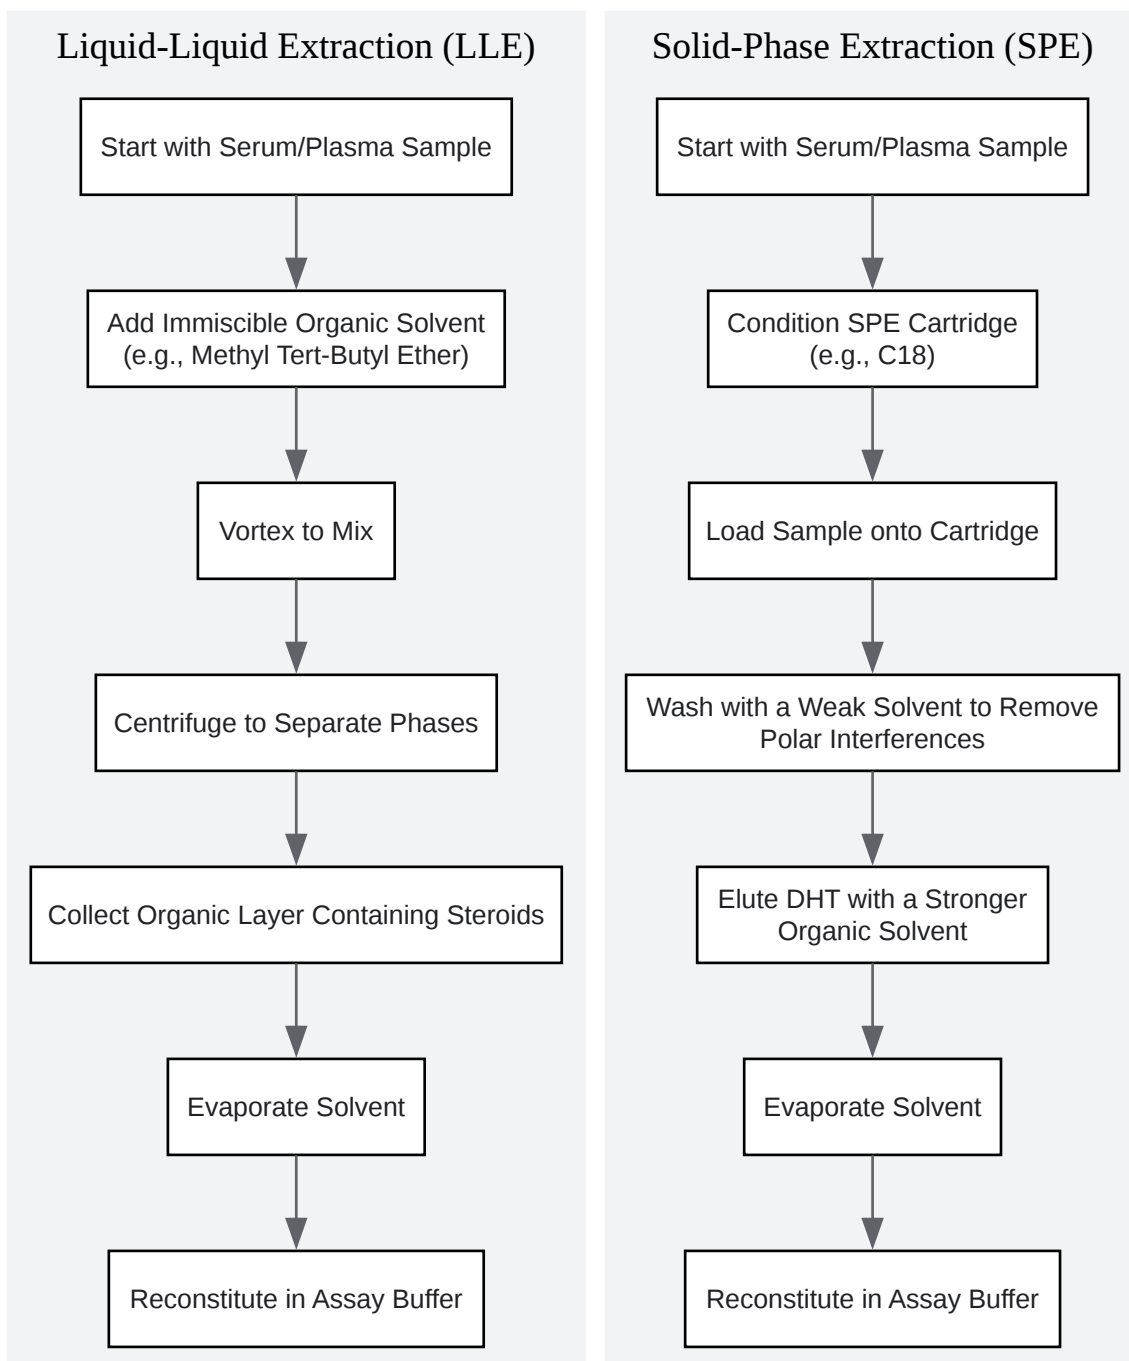 Liquid-Liquid Extraction (LLE)
Start with Serum/Plasma Sample
Add Immiscible Organic Solvent
(e.g., Methyl Tert-Butyl Ether)
Vortex to Mix
Centrifuge to Separate Phases
Collect Organic Layer Containing Steroids
Evaporate Solvent
Reconstitute in Assay Buffer
Solid-Phase Extraction (SPE)
Start with Serum/Plasma Sample
Condition SPE Cartridge
(e.g., C18)
Load Sample onto Cartridge
Wash with a Weak Solvent to Remove
Polar Interferences
Elute DHT with a Stronger
Organic Solvent
Evaporate Solvent
Reconstitute in Assay Buffer